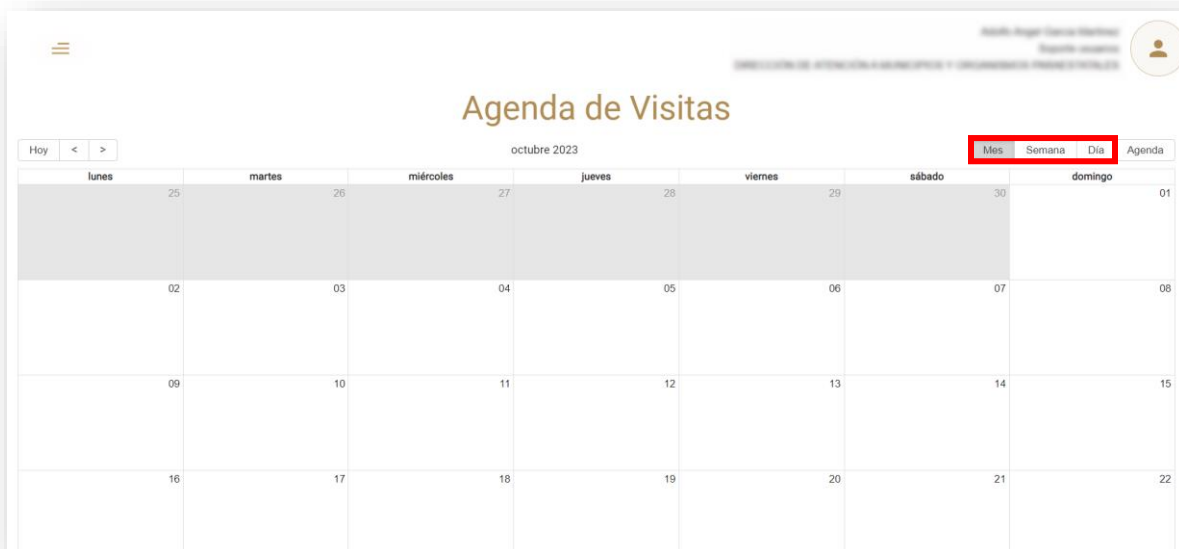 Agenda de Visitas
Hoy < > octubre 2023 Mes Semana Día Agenda
lunes martes miércoles jueves viernes sábado domingo
25 26 27 28 29 30 01
02 03 04 05 06 07 08
09 10 11 12 13 14 15
16 17 18 19 20 21 22